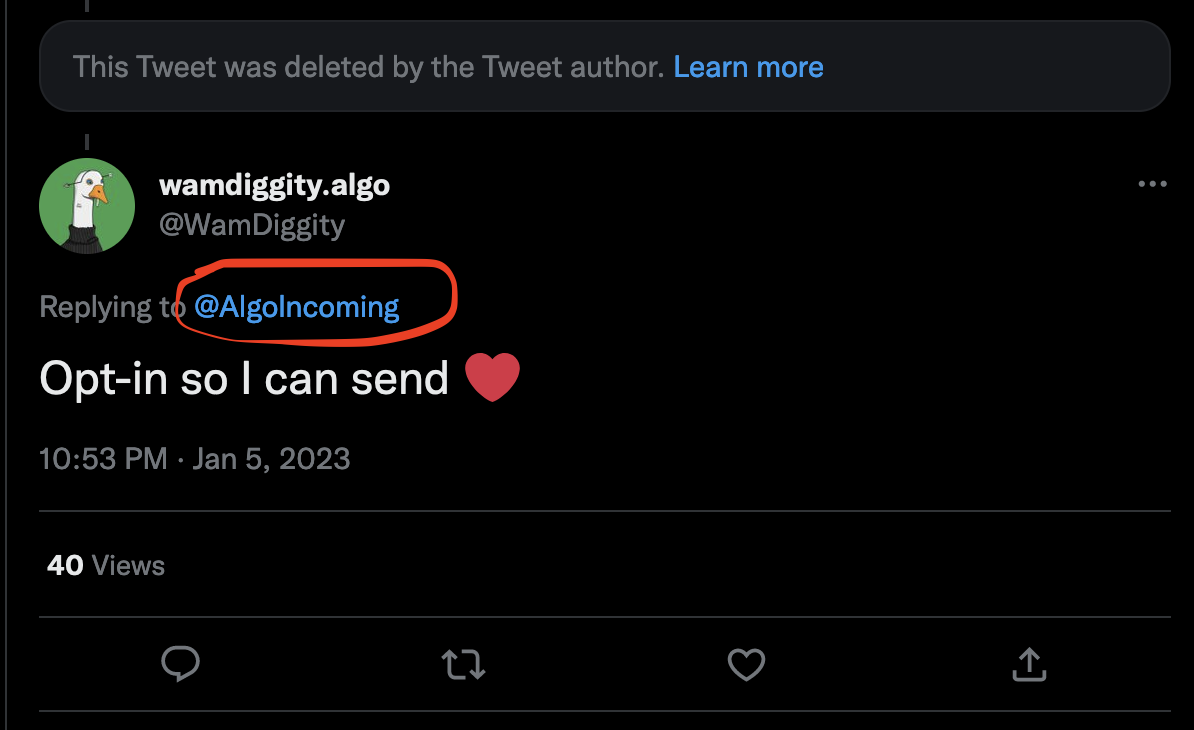 This Tweet was deleted by the Tweet author. Learn more
wamdiggity.algo
@WamDiggity
Replying to @AlgoIncoming
Opt-in so I can send ❤️
10:53 PM · Jan 5, 2023
40 Views